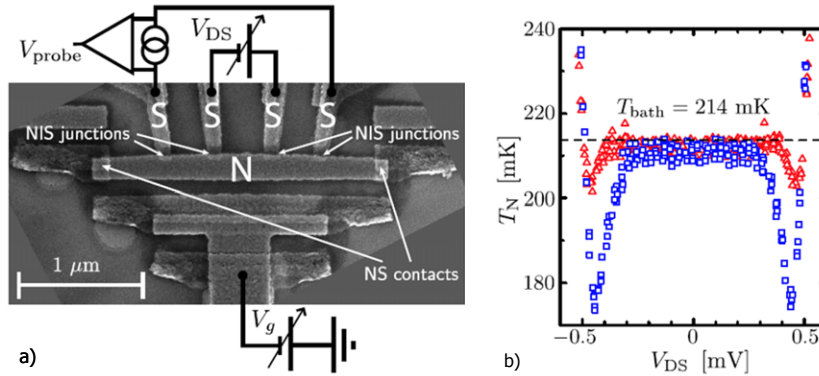 V_probe
V_DS
S S S S
NIS junctions
NIS junctions
N
NS contacts
1 μm
V_g
a)
240
220
200
180
T_N [mK]
T_bath = 214 mK
−0.5 0 0.5
V_DS [mV]
b)